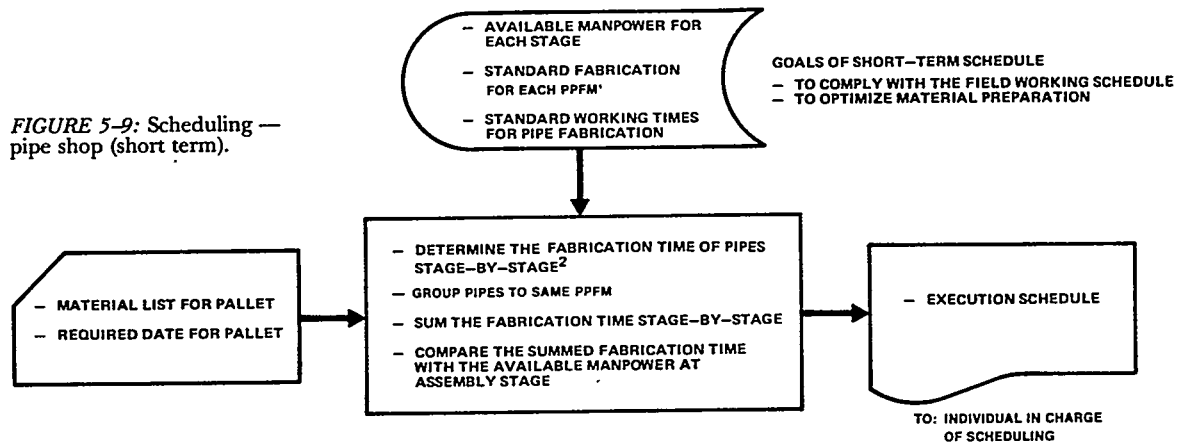 FIGURE 5–9: Scheduling —
pipe shop (short term).
— AVAILABLE MANPOWER FOR
EACH STAGE
— STANDARD FABRICATION
FOR EACH PPFM'
— STANDARD WORKING TIMES
FOR PIPE FABRICATION
GOALS OF SHORT–TERM SCHEDULE
— TO COMPLY WITH THE FIELD WORKING SCHEDULE
— TO OPTIMIZE MATERIAL PREPARATION
— MATERIAL LIST FOR PALLET
— REQUIRED DATE FOR PALLET
— DETERMINE THE FABRICATION TIME OF PIPES
STAGE–BY–STAGE²
— GROUP PIPES TO SAME PPFM
— SUM THE FABRICATION TIME STAGE–BY–STAGE
— COMPARE THE SUMMED FABRICATION TIME
WITH THE AVAILABLE MANPOWER AT
ASSEMBLY STAGE
— EXECUTION SCHEDULE
TO: INDIVIDUAL IN CHARGE
OF SCHEDULING